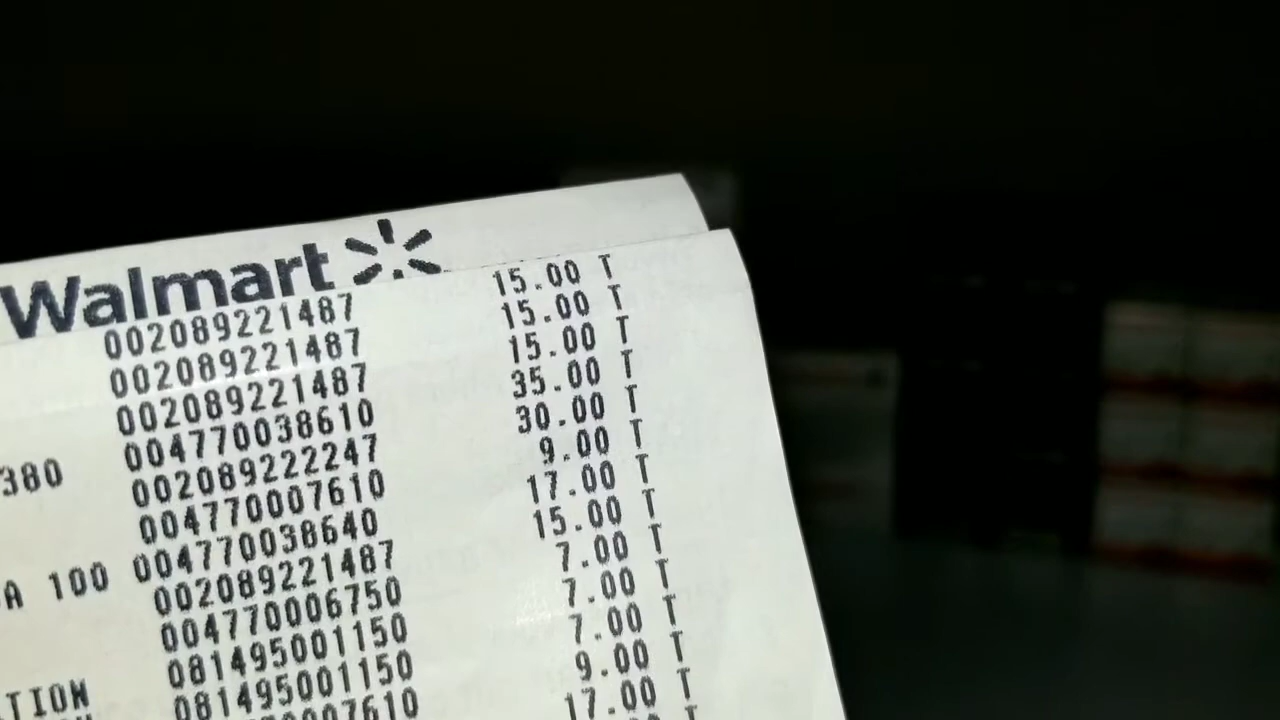 Walmart
002089221487 15.00 T
002089221487 15.00 T
002089221487 15.00 T
380 004770038610 35.00 T
002089222247 30.00 T
004770007610 9.00 T
A 100 004770038640 17.00 T
002089221487 15.00 T
004770006750 7.00 T
TION 081495001150 7.00 T
081495001150 7.00 T
9.00 T
17.00 T